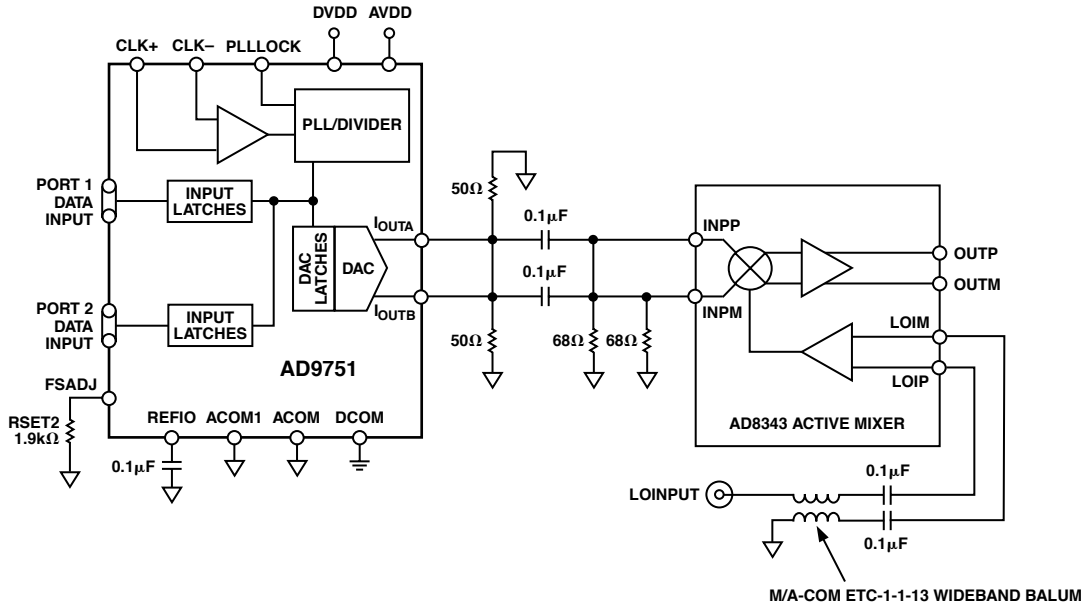 DVDD AVDD
CLK+ CLK– PLLLOCK
PLL/DIVIDER
PORT 1
DATA
INPUT
INPUT
LATCHES
50Ω
0.1µF
IOUTA
DAC
LATCHES
DAC
0.1µF
IOUTB
PORT 2
DATA
INPUT
INPUT
LATCHES
50Ω
68Ω 68Ω
AD9751
FSADJ
RSET2
1.9kΩ
REFIO ACOM1 ACOM DCOM
0.1µF
INPP
INPM
OUTP
OUTM
LOIM
LOIP
AD8343 ACTIVE MIXER
LOINPUT
0.1µF
0.1µF
M/A-COM ETC-1-1-13 WIDEBAND BALUM